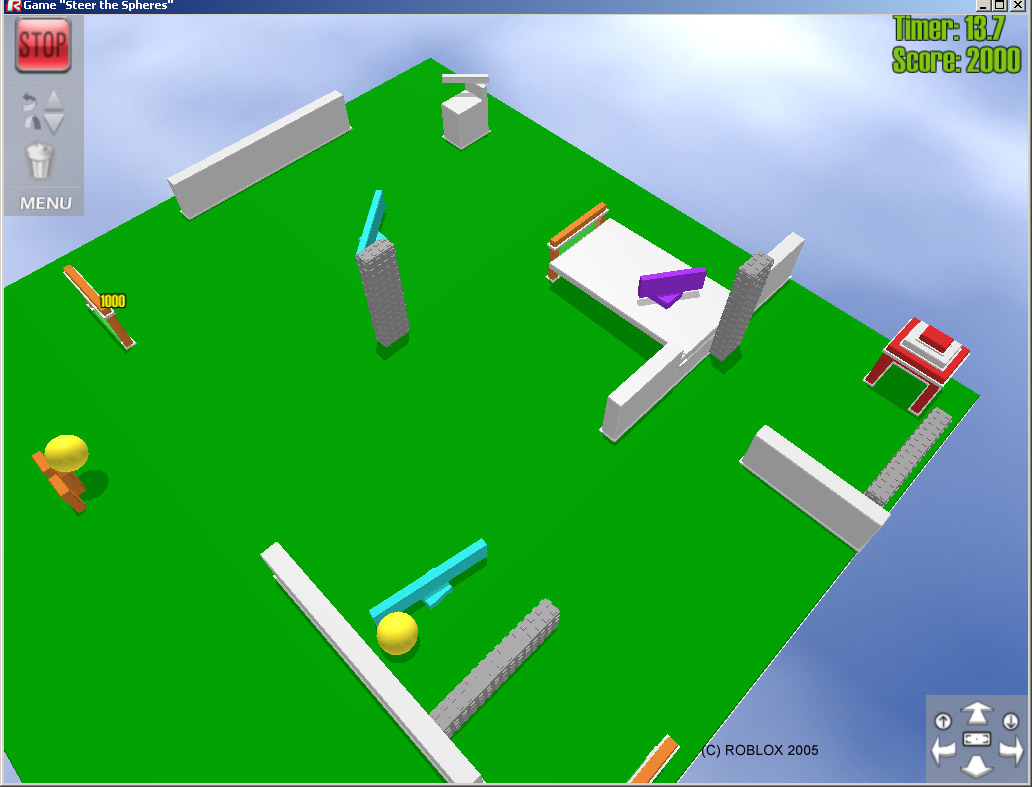 Game "Steer the Spheres"
STOP
MENU
Timer: 13.7
Score: 2000
1000
(C) ROBLOX 2005